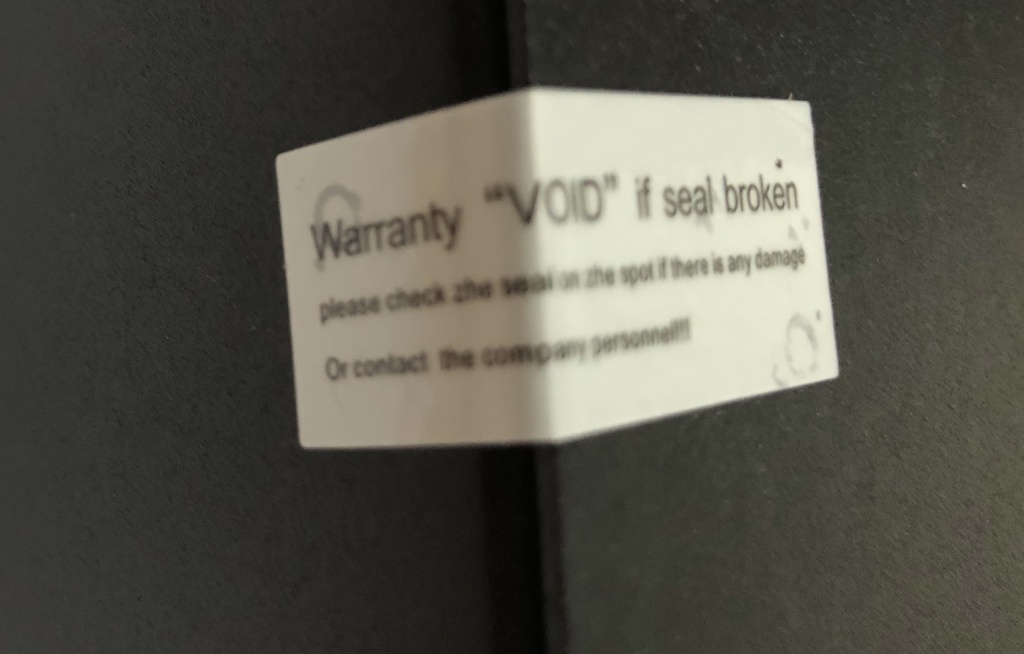 Warranty “VOID” if seal broken
please check zhe seal on zhe spot if there is any damage
Or contact the company personnel!!!